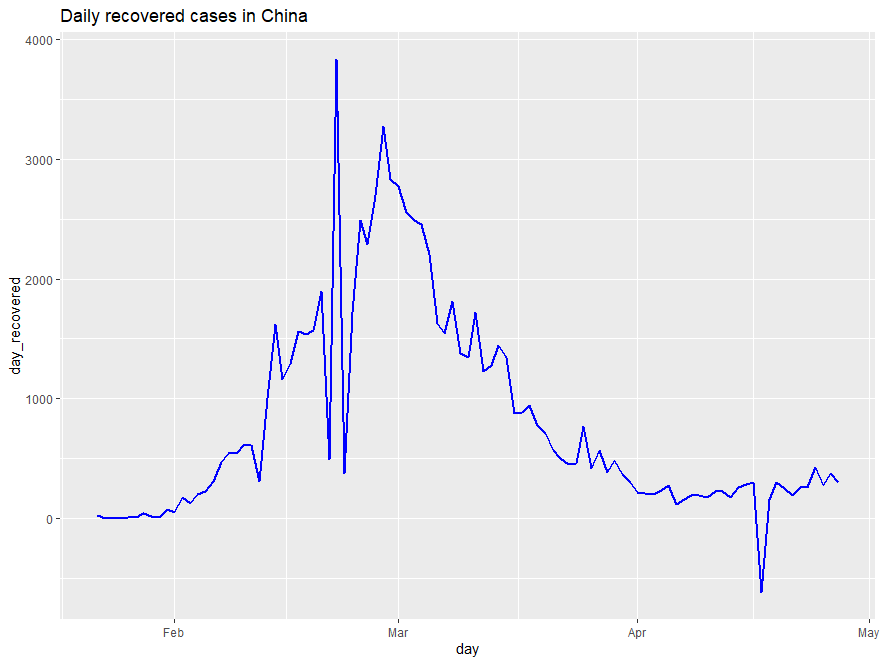 Daily recovered cases in China
4000
3000
2000
1000
0
day_recovered
Feb
Mar
Apr
May
day